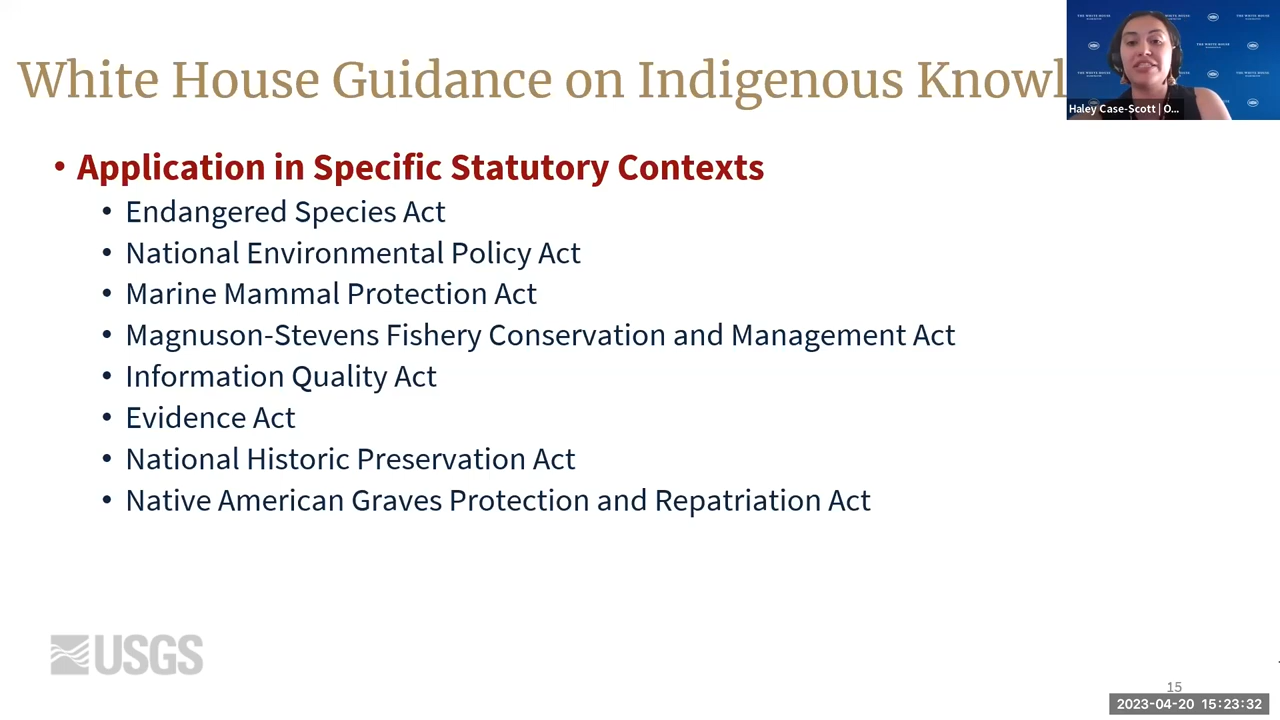 White House Guidance on Indigenous Knowl
Haley Case-Scott | O...
• Application in Specific Statutory Contexts
• Endangered Species Act
• National Environmental Policy Act
• Marine Mammal Protection Act
• Magnuson-Stevens Fishery Conservation and Management Act
• Information Quality Act
• Evidence Act
• National Historic Preservation Act
• Native American Graves Protection and Repatriation Act
USGS
15
2023-04-20 15:23:32